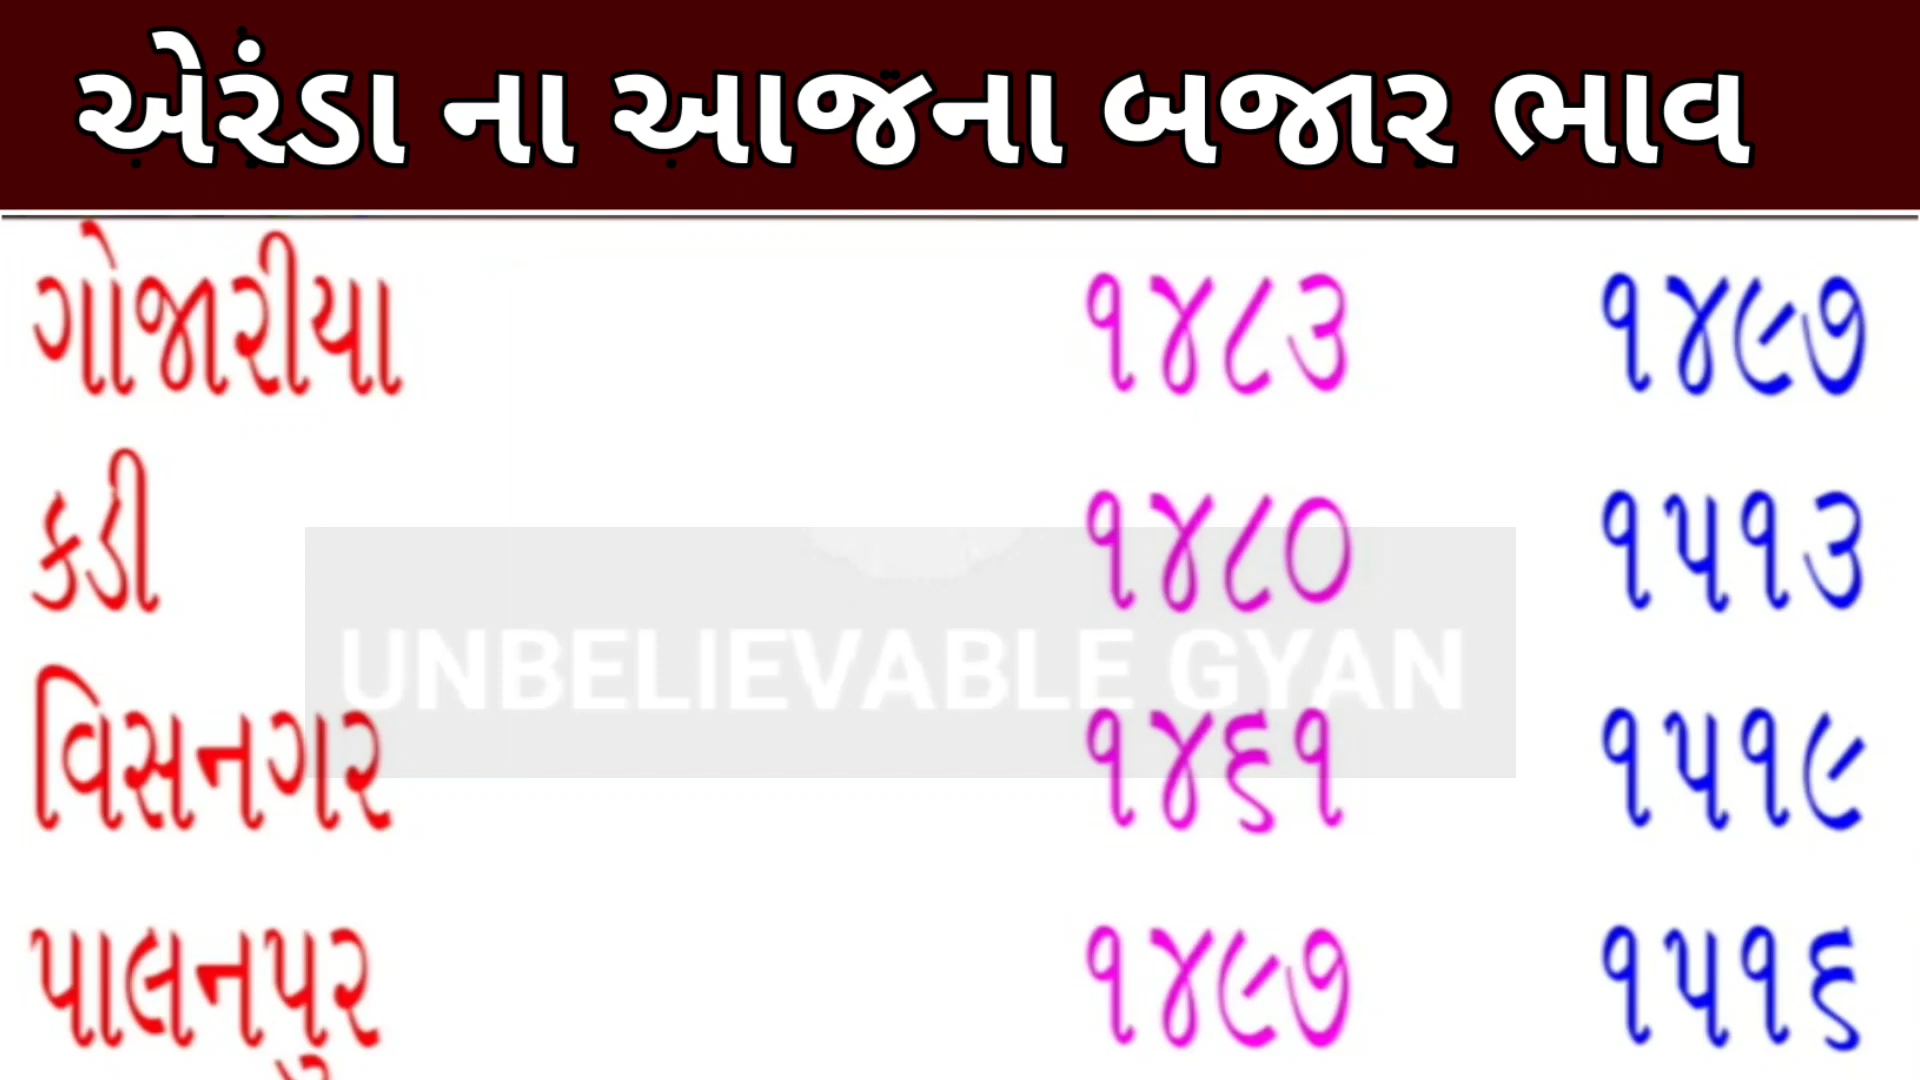 એરંડા ના આજના બજાર ભાવ
ગોજારીયા ૧૪૮૩ ૧૪૯૭
કડી ૧૪૮૦ ૧૫૧૩
UNBELIEVABLE GYAN
વિસનગર ૧૪૬૧ ૧૫૧૯
પાલનપુર ૧૪૯૭ ૧૫૧૬